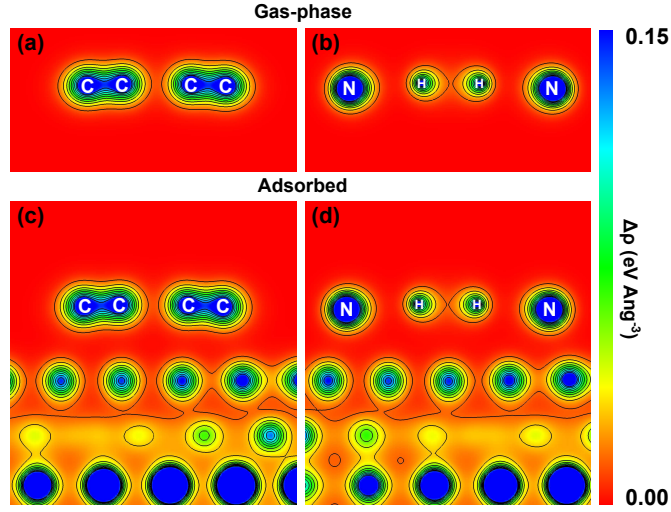 Gas-phase
(a)
(b)
0.15
C C C C
N H H N
Adsorbed
(c)
(d)
Δρ (eV Ang-3)
C C C C
N H H N
0.00